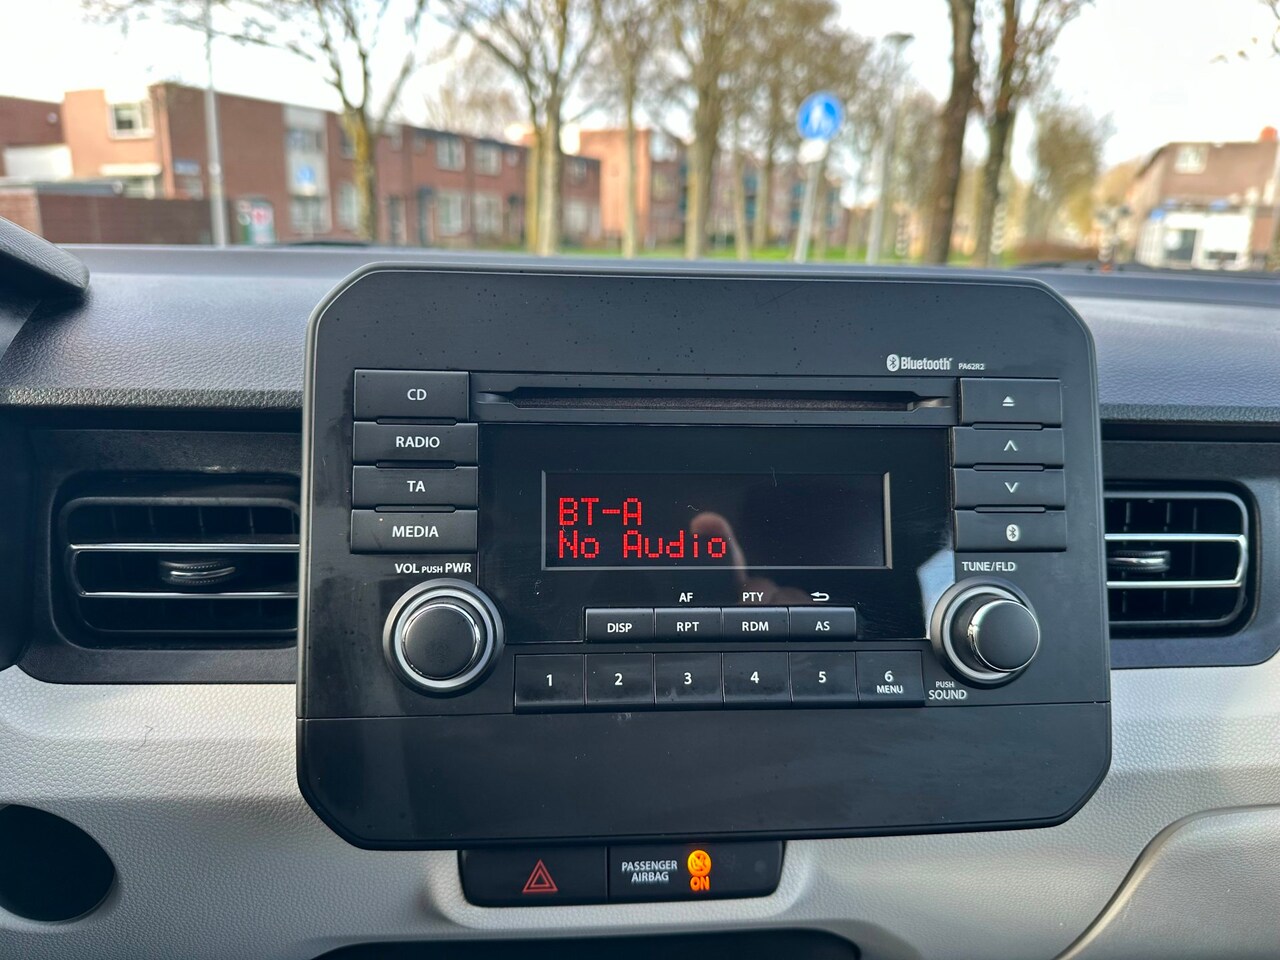 Bluetooth PA62R2
CD
RADIO
TA
MEDIA
BT-A
No Audio
VOL PUSH PWR
TUNE/FLD
AF PTY
DISP RPT RDM AS
1 2 3 4 5 6
MENU
PUSH
SOUND
PASSENGER
AIRBAG
ON